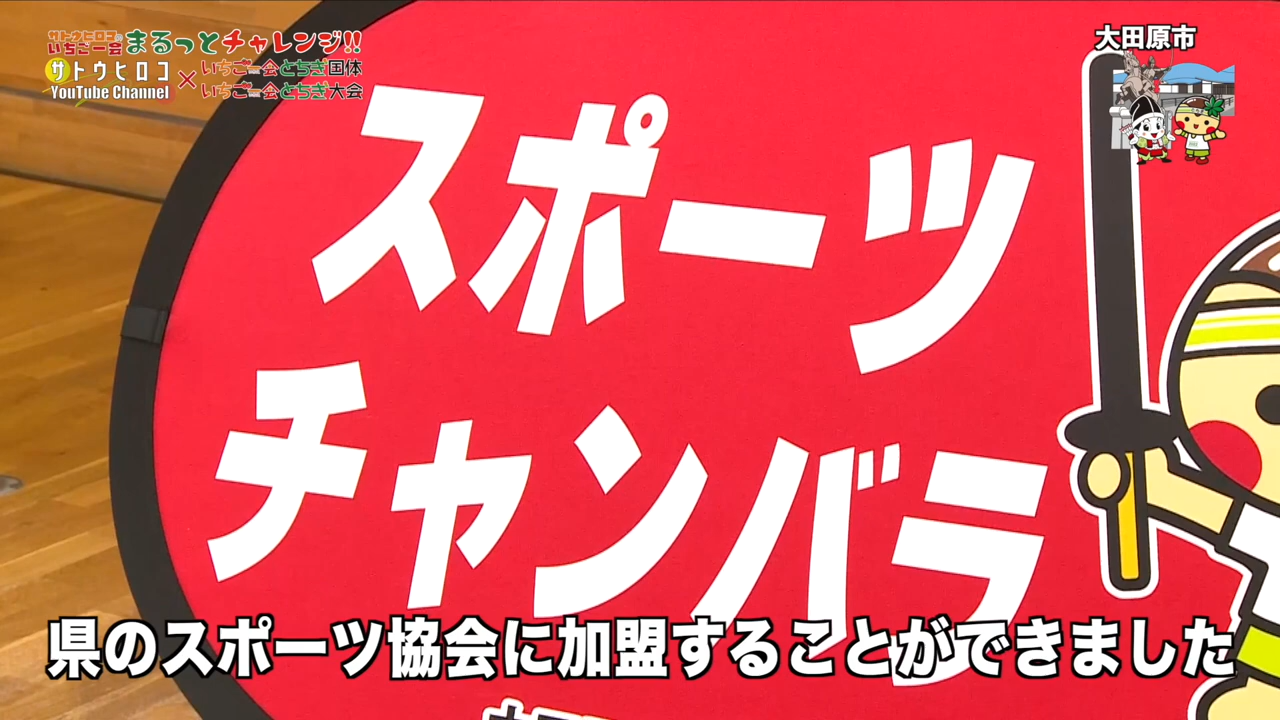 サトウヒロコの
いちご一会 まるっとチャレンジ!!
サトウヒロコ
YouTube Channel
×
いちご一会とちぎ国体
いちご一会とちぎ大会
大田原市
スポーツ
チャンバラ
県のスポーツ協会に加盟することができました